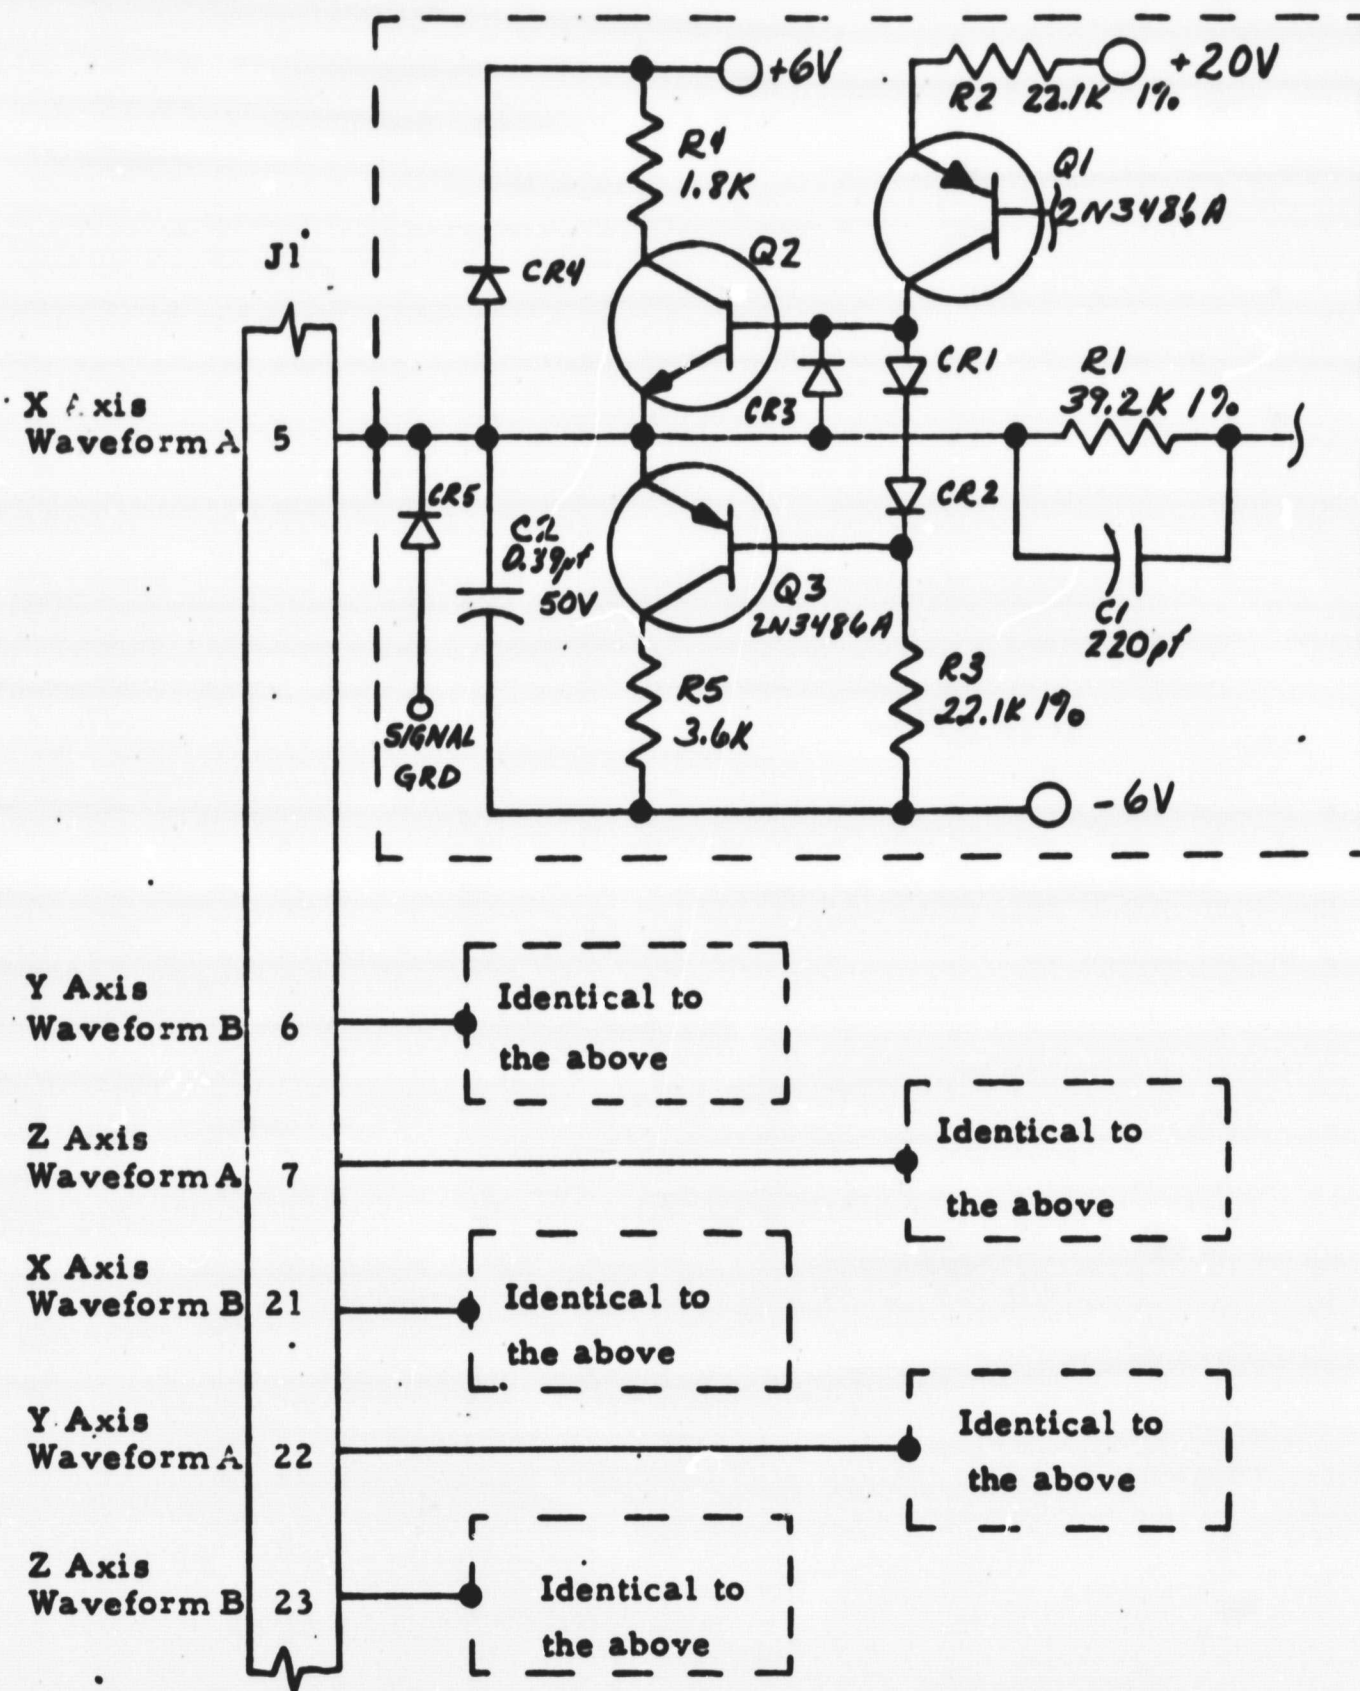 +6V
+20V
R2 22.1K 1%
R4
1.8K
Q1
2N3486A
J1
CR4
Q2
CR1
R1
39.2K 1%
CR3
X Axis
Waveform A 5
CR5
CR2
C2
0.39µf
50V
Q3
2N3486A
C1
220pf
R3
22.1K 1%
R5
3.6K
SIGNAL
GRD
-6V
Y Axis
Waveform B 6
Identical to
the above
Z Axis
Waveform A 7
Identical to
the above
X Axis
Waveform B 21
Identical to
the above
Y Axis
Waveform A 22
Identical to
the above
Z Axis
Waveform B 23
Identical to
the above